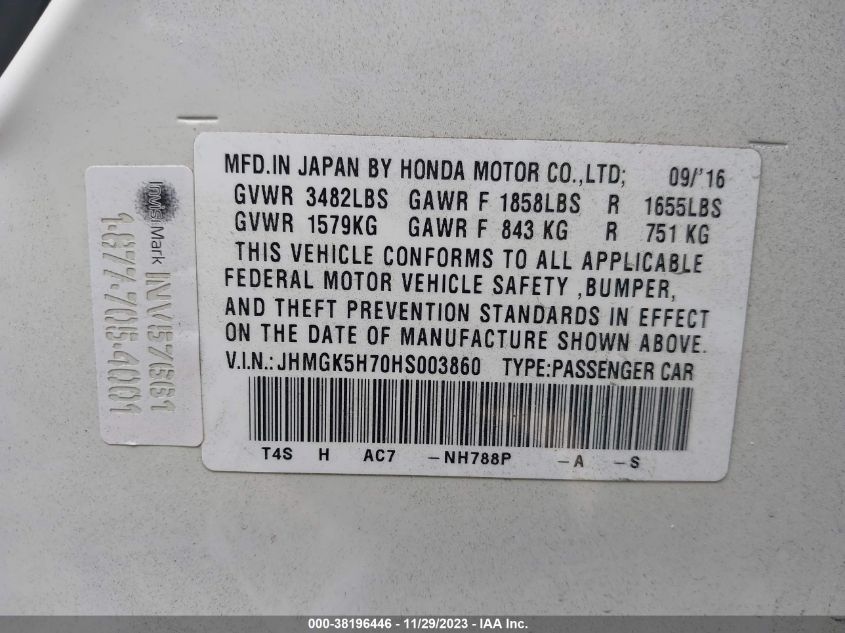 MFD.IN JAPAN BY HONDA MOTOR CO.,LTD; 09/'16
GVWR 3482LBS GAWR F 1858LBS R 1655LBS
GVWR 1579KG GAWR F 843 KG R 751 KG
THIS VEHICLE CONFORMS TO ALL APPLICABLE
FEDERAL MOTOR VEHICLE SAFETY ,BUMPER,
AND THEFT PREVENTION STANDARDS IN EFFECT
ON THE DATE OF MANUFACTURE SHOWN ABOVE.
V.I.N.: JHMGK5H70HS003860 TYPE:PASSENGER CAR
T4S H AC7 -NH788P -A -S
InvisiMark
1-877-705-4001
000-38196446 - 11/29/2023 - IAAI.com